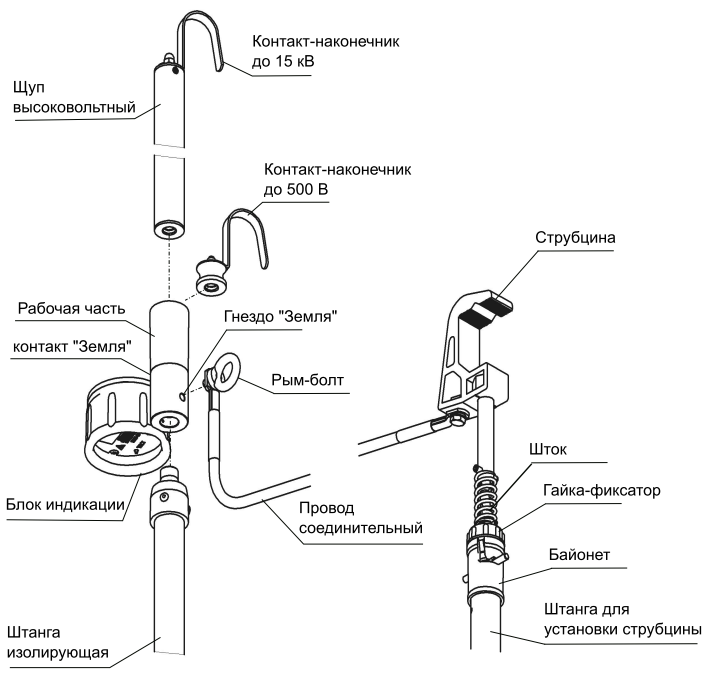 Контакт-наконечник
до 15 кВ
Щуп
высоковольтный
Контакт-наконечник
до 500 В
Струбцина
Рабочая часть
Гнездо "Земля"
контакт "Земля"
Рым-болт
Шток
Гайка-фиксатор
Блок индикации
Провод
соединительный
Байонет
Штанга
изолирующая
Штанга для
установки струбцины